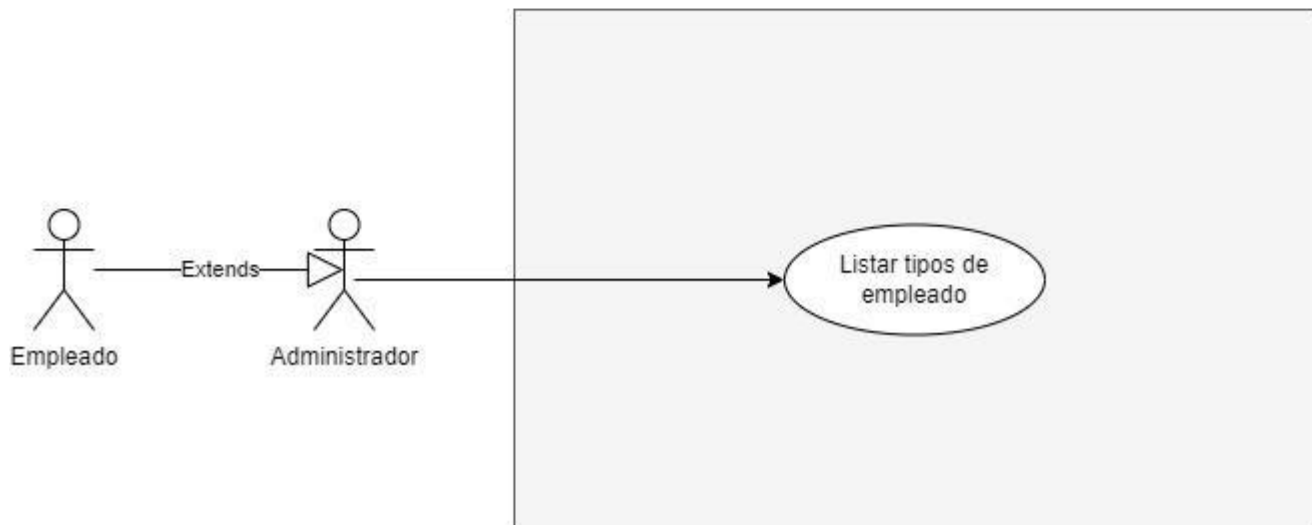 Extends
Listar tipos de
empleado
Empleado
Administrador